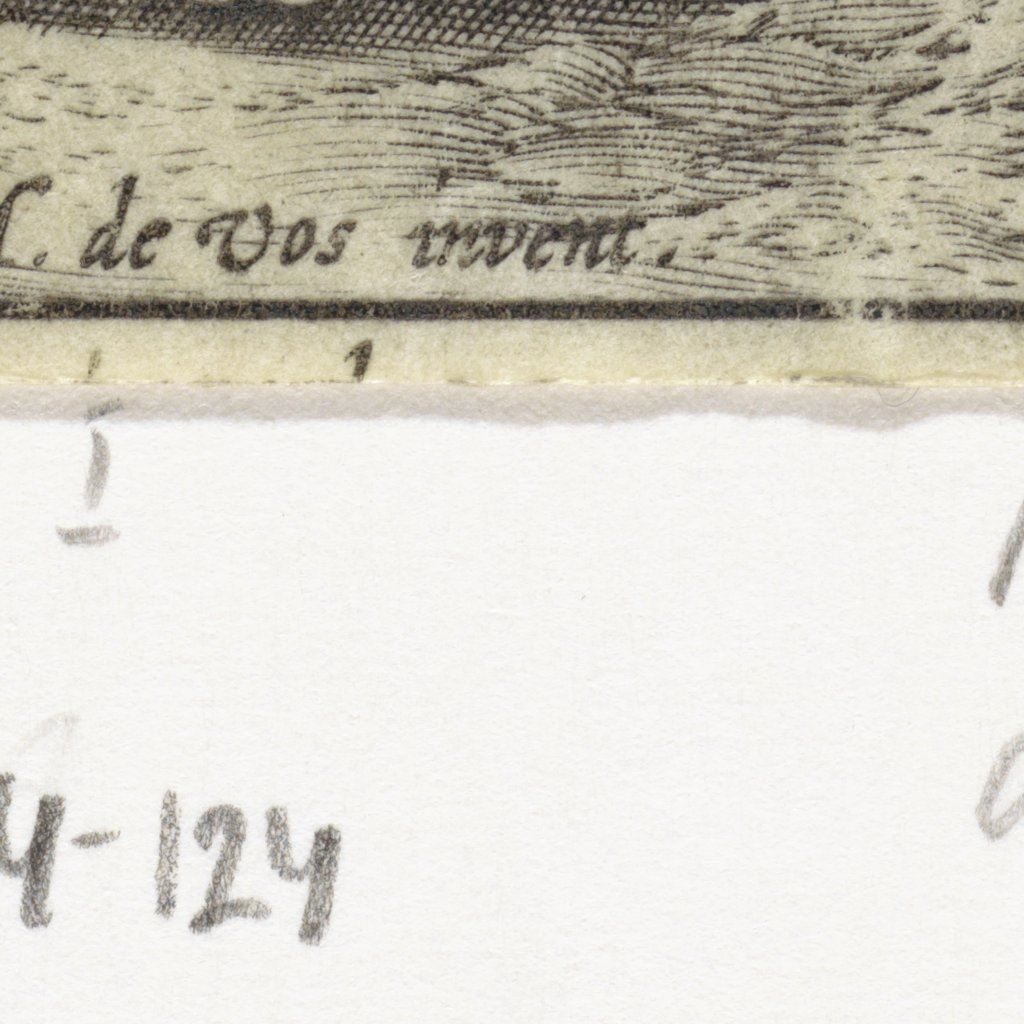 . de Vos invent.
1
1
4-124